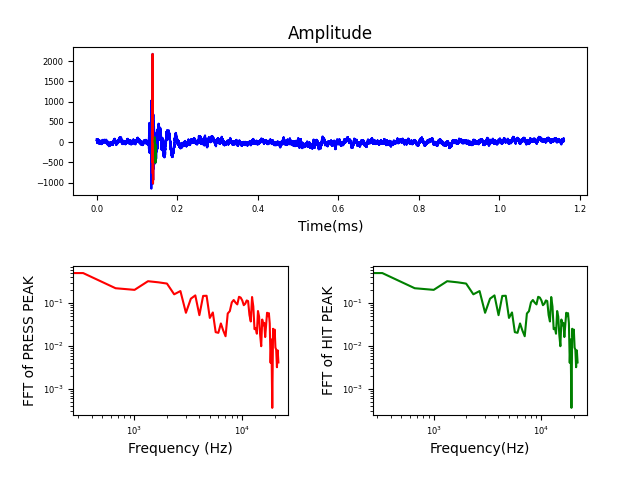 Amplitude
2000
1500
1000
500
0
−500
−1000
0.0 0.2 0.4 0.6 0.8 1.0 1.2
Time(ms)
FFT of PRESS PEAK
10⁻¹
10⁻²
10⁻³
10³ 10⁴
Frequency (Hz)
FFT of HIT PEAK
10⁻¹
10⁻²
10⁻³
10³ 10⁴
Frequency(Hz)